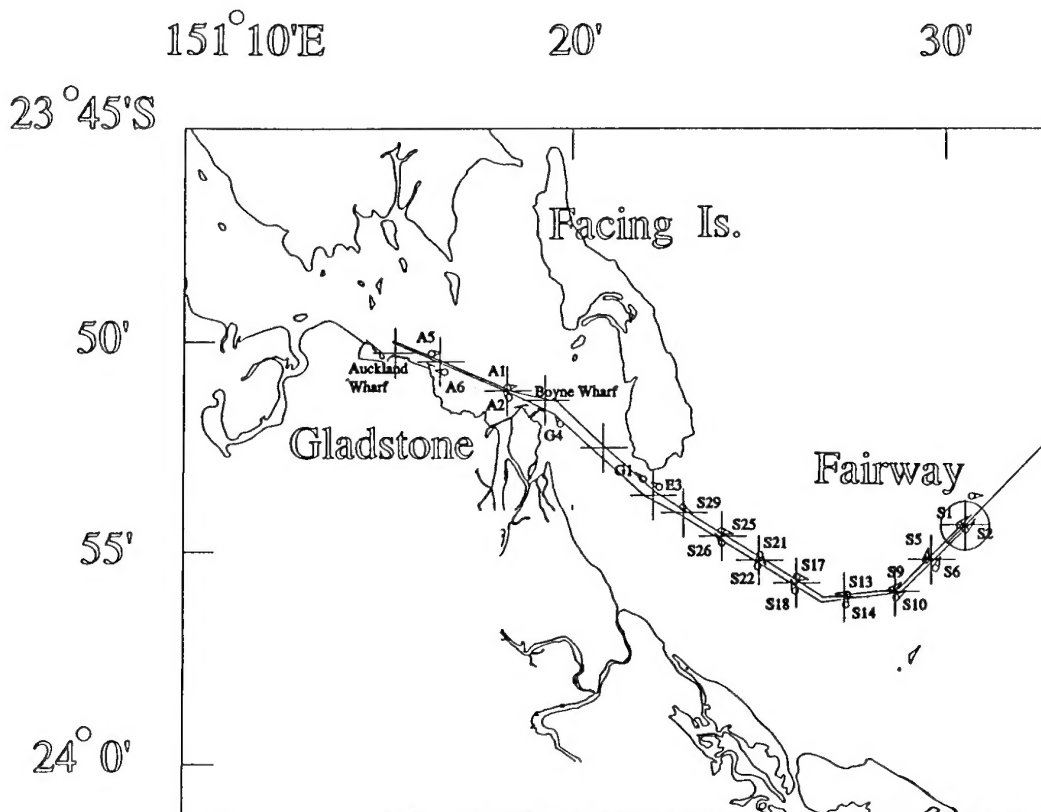 151°10'E 20' 30'
23°45'S
Facing Is.
50'
A5
Auckland
Wharf
A6
A1
A2
Boyne Wharf
G4
Gladstone
Fairway
G1
E3
S29
S25
S26
S21
S22
S17
S18
S13
S14
S9
S10
S5
S6
S1
S2
55'
24°0'